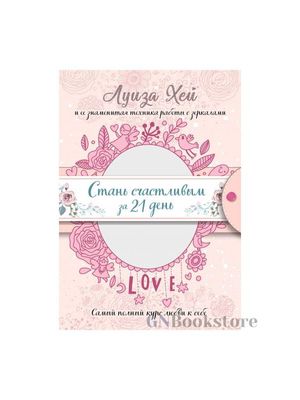 Луиза Хей
и ее знаменитая техника работы с зеркалами
Стань счастливым
за 21 день
LOVE
Самый полный курс любви к себе
GNBookstore